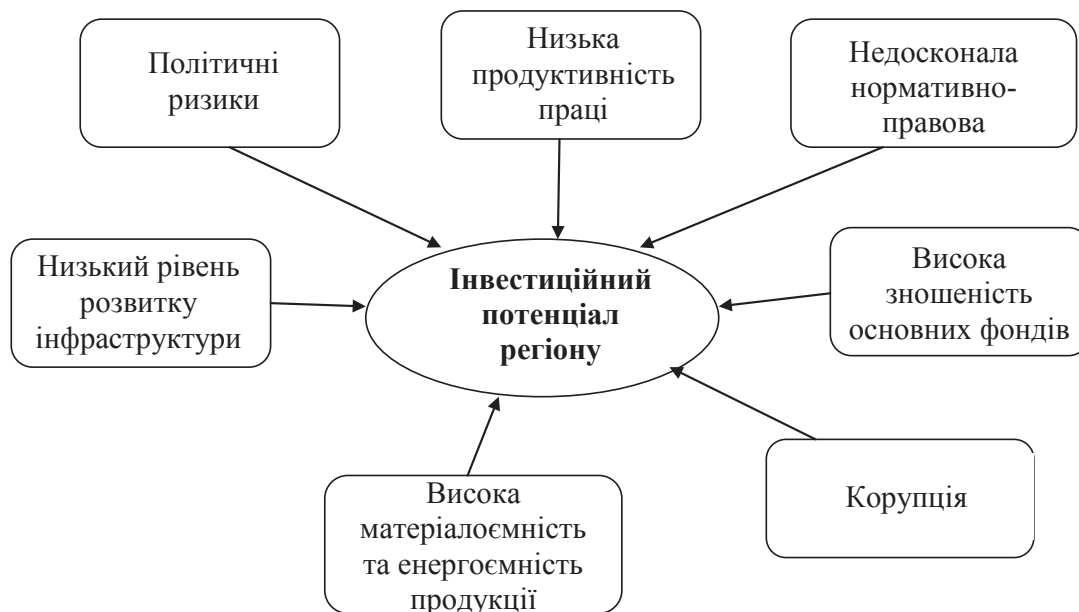 Політичні
ризики
Низька
продуктивність
праці
Недосконала
нормативно-
правова
Низький рівень
розвитку
інфраструктури
Інвестиційний
потенціал
регіону
Висока
зношеність
основних фондів
Висока
матеріалоємність
та енергоємність
продукції
Корупція